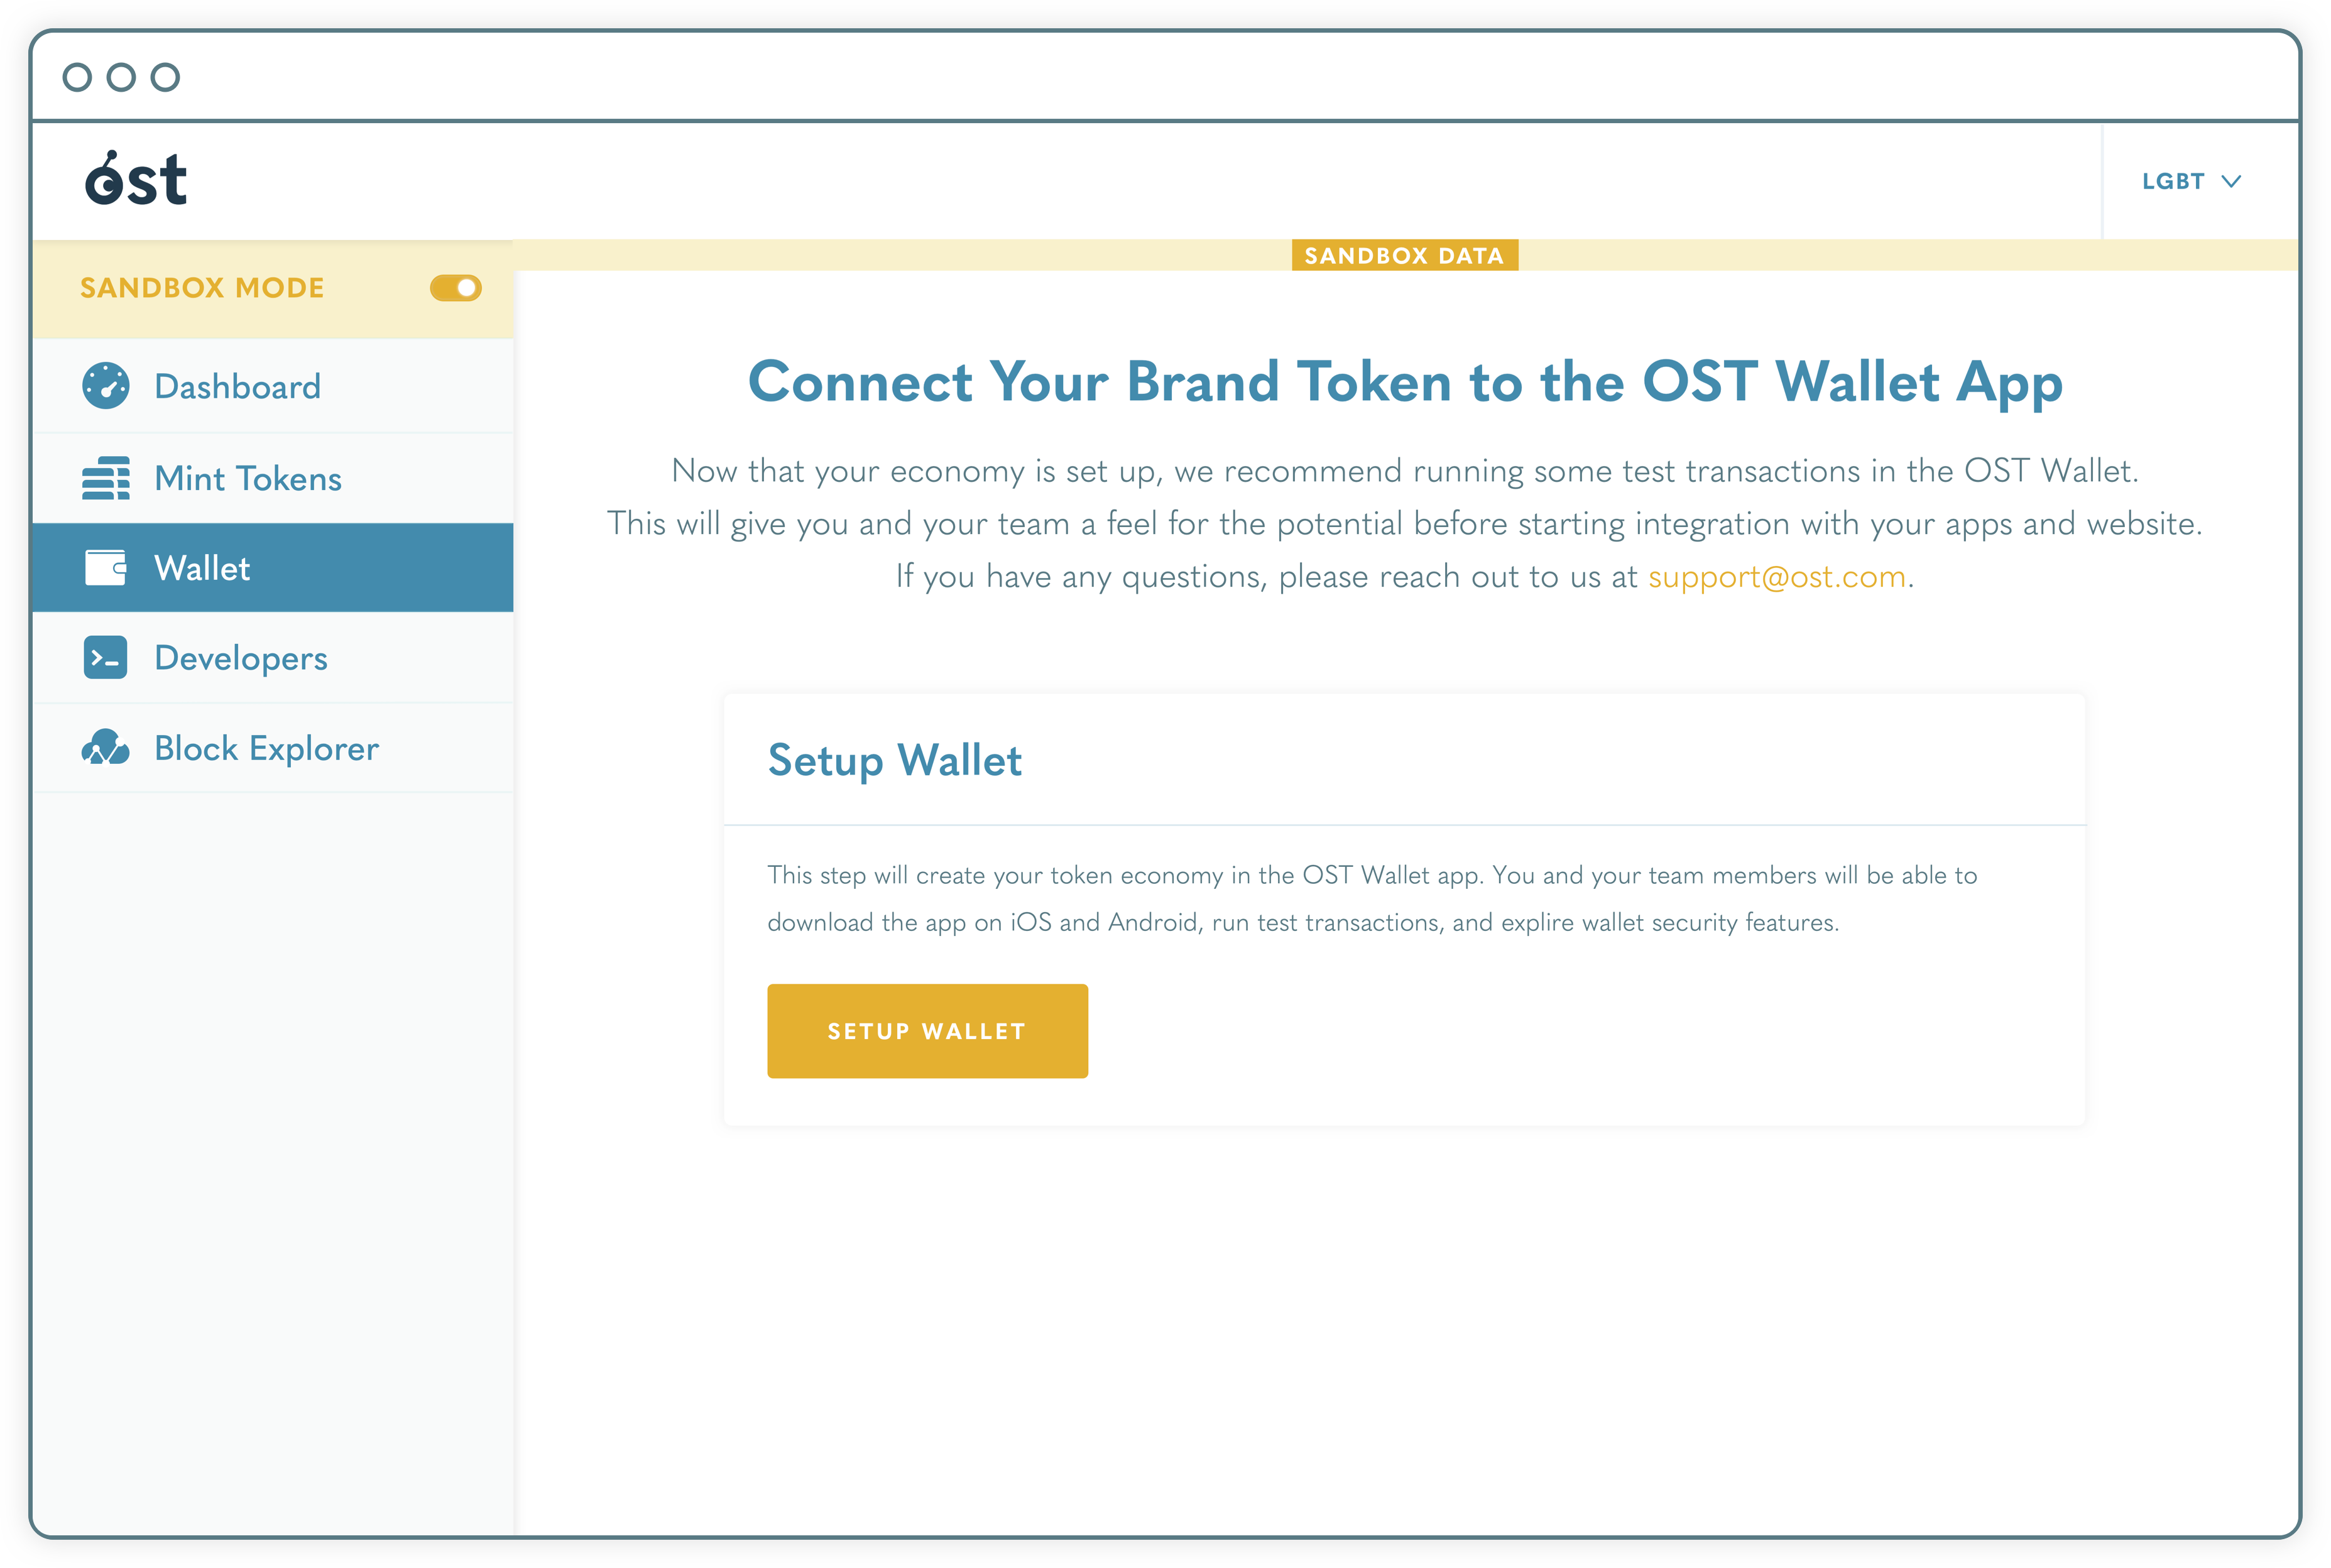 ost
LGBT
SANDBOX MODE
SANDBOX DATA
Dashboard
Mint Tokens
Wallet
Developers
Block Explorer
Connect Your Brand Token to the OST Wallet App
Now that your economy is set up, we recommend running some test transactions in the OST Wallet.
This will give you and your team a feel for the potential before starting integration with your apps and website.
If you have any questions, please reach out to us at support@ost.com.
Setup Wallet
This step will create your token economy in the OST Wallet app. You and your team members will be able to
download the app on iOS and Android, run test transactions, and explire wallet security features.
SETUP WALLET